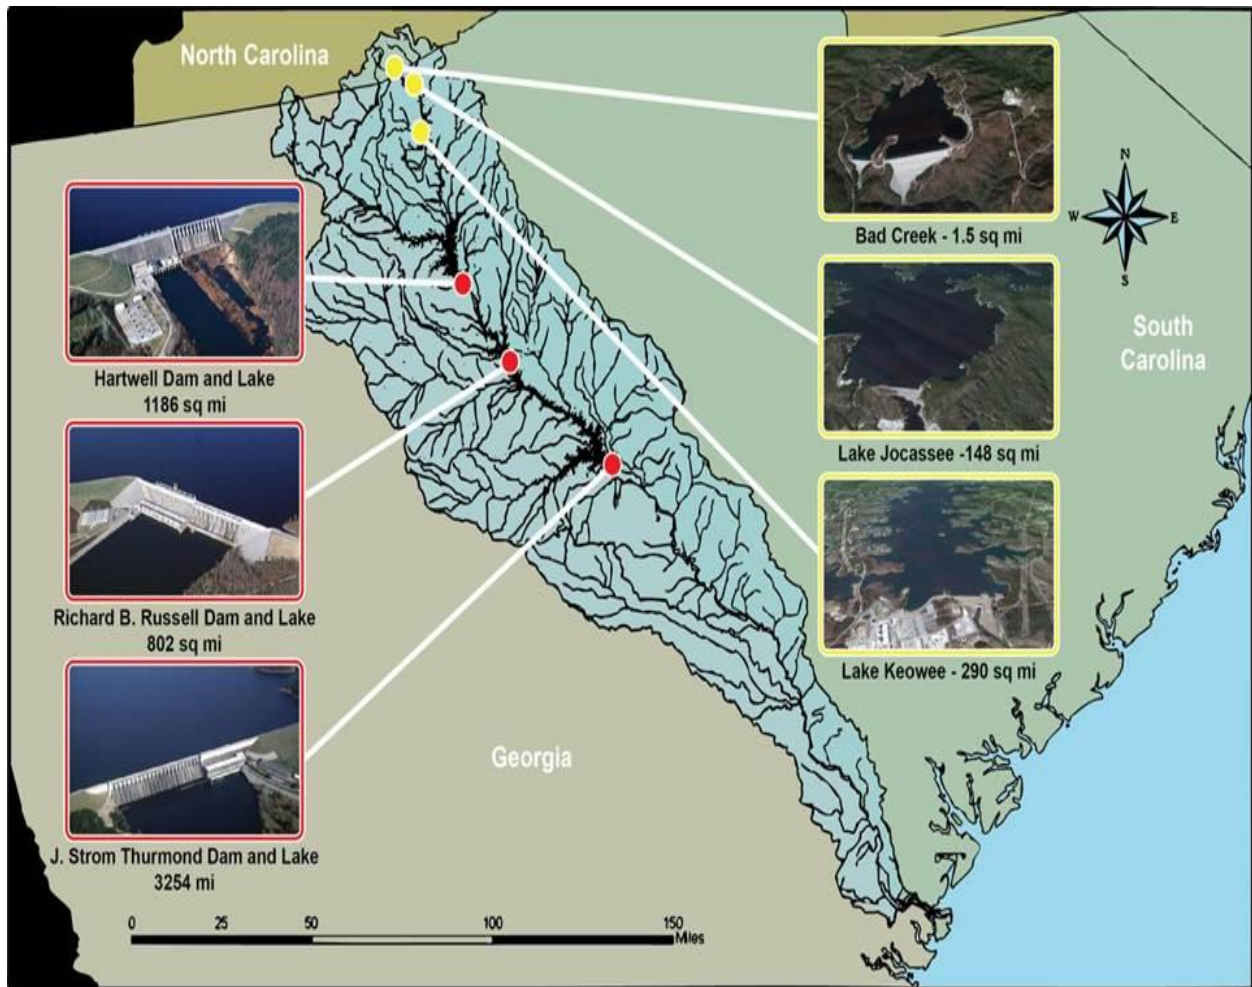 North Carolina
Hartwell Dam and Lake
1186 sq mi
Richard B. Russell Dam and Lake
802 sq mi
J. Strom Thurmond Dam and Lake
3254 mi
Bad Creek - 1.5 sq mi
Lake Jocassee -148 sq mi
Lake Keowee - 290 sq mi
N
W E
S
South
Carolina
Georgia
0 25 50 100 150
Miles